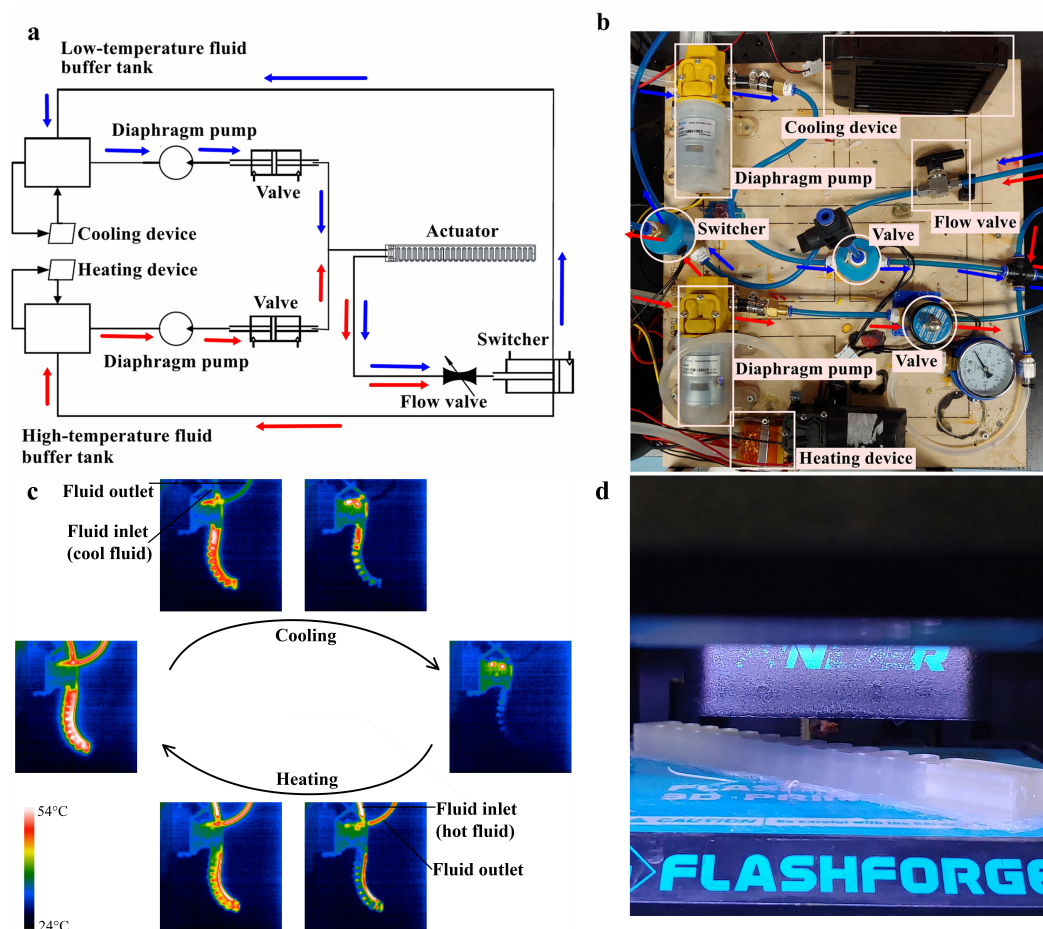 a
Low-temperature fluid
buffer tank
Diaphragm pump
Valve
Cooling device
Heating device
Actuator
Valve
Diaphragm pump
Switcher
Flow valve
High-temperature fluid
buffer tank
b
Cooling device
Diaphragm pump
Flow valve
Switcher
Valve
Valve
Diaphragm pump
Heating device
c
Fluid outlet
Fluid inlet
(cool fluid)
Cooling
Heating
54°C
24°C
Fluid inlet
(hot fluid)
Fluid outlet
d
CAUTION
FLASHFORGE